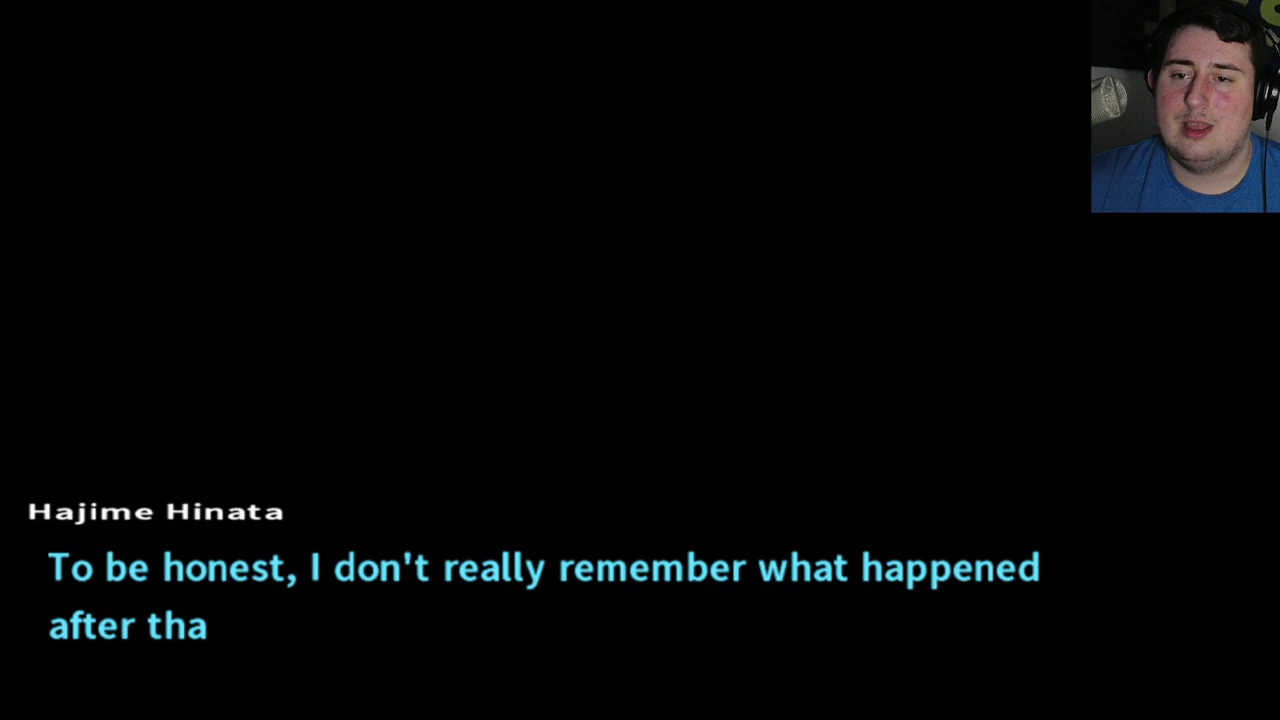 Hajime Hinata
To be honest, I don't really remember what happened
after tha